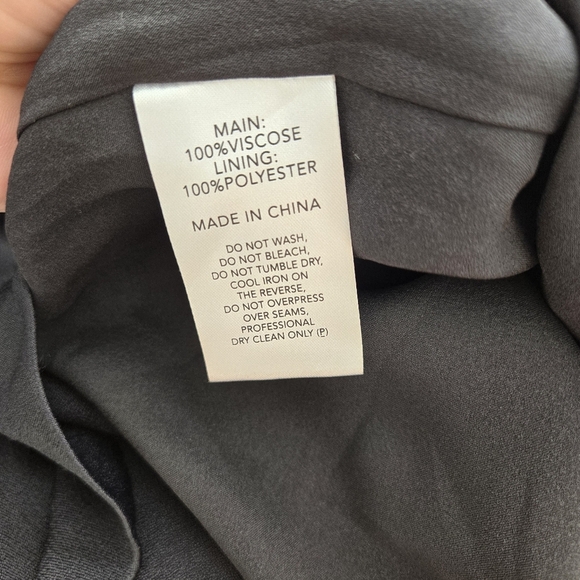 MAIN:
100%VISCOSE
LINING:
100%POLYESTER
MADE IN CHINA
DO NOT WASH,
DO NOT BLEACH,
DO NOT TUMBLE DRY,
COOL IRON ON
THE REVERSE,
DO NOT OVERPRESS
OVER SEAMS,
PROFESSIONAL
DRY CLEAN ONLY Ⓟ